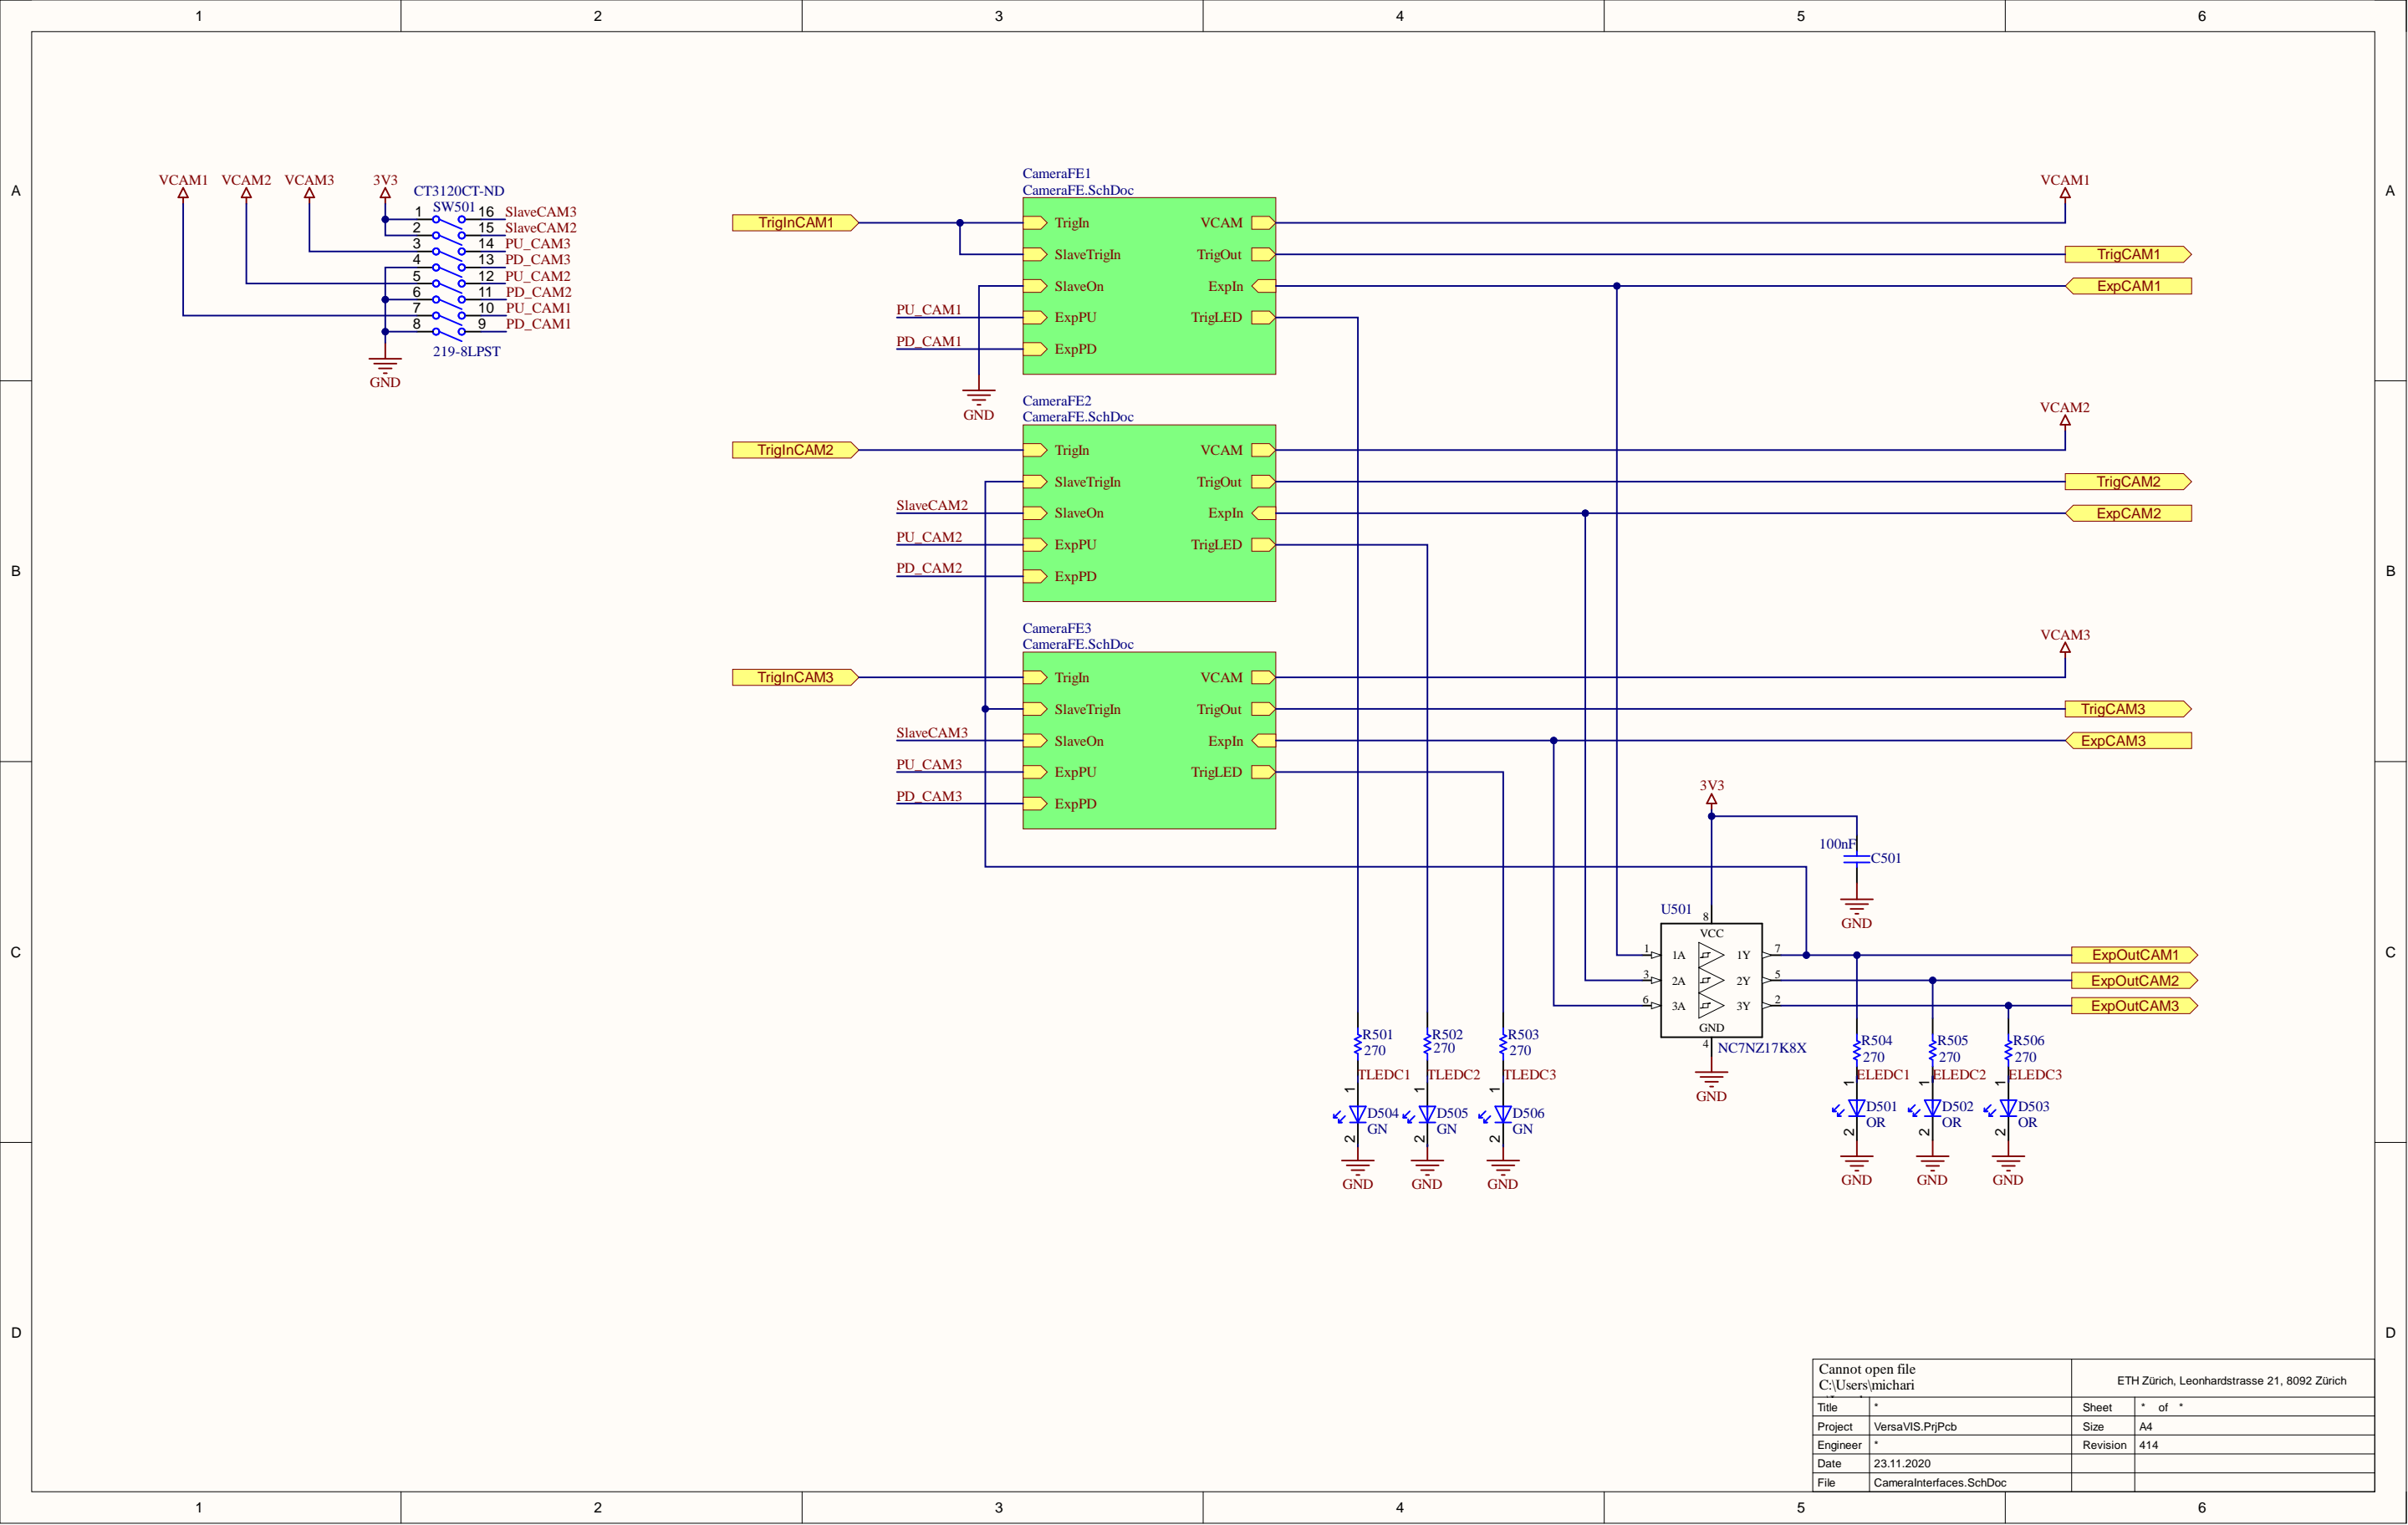 1 2 3 4 5 6
A A
B B
C C
D D
VCAM1 VCAM2 VCAM3 3V3
CT3120CT-ND
SW501
1 16 SlaveCAM3
2 15 SlaveCAM2
3 14 PU_CAM3
4 13 PD_CAM3
5 12 PU_CAM2
6 11 PD_CAM2
7 10 PU_CAM1
8 9 PD_CAM1
219-8LPST
GND
CameraFE1
CameraFE.SchDoc
VCAM1
TrigInCAM1 TrigIn VCAM
SlaveTrigIn TrigOut TrigCAM1
SlaveOn ExpIn ExpCAM1
PU_CAM1 ExpPU TrigLED
PD_CAM1 ExpPD
GND
CameraFE2
CameraFE.SchDoc
VCAM2
TrigInCAM2 TrigIn VCAM
SlaveTrigIn TrigOut TrigCAM2
SlaveCAM2 SlaveOn ExpIn ExpCAM2
PU_CAM2 ExpPU TrigLED
PD_CAM2 ExpPD
CameraFE3
CameraFE.SchDoc
VCAM3
TrigInCAM3 TrigIn VCAM
SlaveTrigIn TrigOut TrigCAM3
SlaveCAM3 SlaveOn ExpIn ExpCAM3
PU_CAM3 ExpPU TrigLED
PD_CAM3 ExpPD
3V3
100nF
C501
GND
U501
8
VCC
1 1A 1Y 7 ExpOutCAM1
3 2A 2Y 5 ExpOutCAM2
6 3A 3Y 2 ExpOutCAM3
GND
4 NC7NZ17K8X
GND
R501 R502 R503
270 270 270
TLEDC1 TLEDC2 TLEDC3
1 1 1
D504 D505 D506
GN GN GN
2 2 2
GND GND GND
R504 R505 R506
270 270 270
ELEDC1 ELEDC2 ELEDC3
1 1 1
D501 D502 D503
OR OR OR
2 2 2
GND GND GND
Cannot open file
C:\Users\michari
ETH Zürich, Leonhardstrasse 21, 8092 Zürich
Title * Sheet * of *
Project VersaVIS.PrjPcb Size A4
Engineer * Revision 414
Date 23.11.2020
File CameraInterfaces.SchDoc
1 2 3 4 5 6